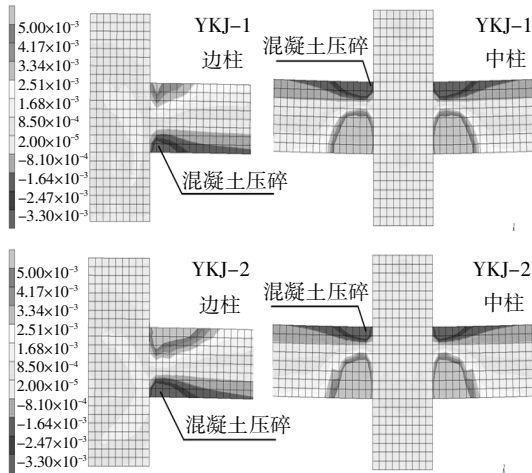 5.00×10⁻³
4.17×10⁻³
3.34×10⁻³
2.51×10⁻³
1.68×10⁻³
8.50×10⁻⁴
2.00×10⁻⁵
−8.10×10⁻⁴
−1.64×10⁻³
−2.47×10⁻³
−3.30×10⁻³
YKJ-1
边柱
混凝土压碎
YKJ-1
中柱
混凝土压碎
5.00×10⁻³
4.17×10⁻³
3.34×10⁻³
2.51×10⁻³
1.68×10⁻³
8.50×10⁻⁴
2.00×10⁻⁵
−8.10×10⁻⁴
−1.64×10⁻³
−2.47×10⁻³
−3.30×10⁻³
YKJ-2
边柱
混凝土压碎
YKJ-2
中柱
混凝土压碎